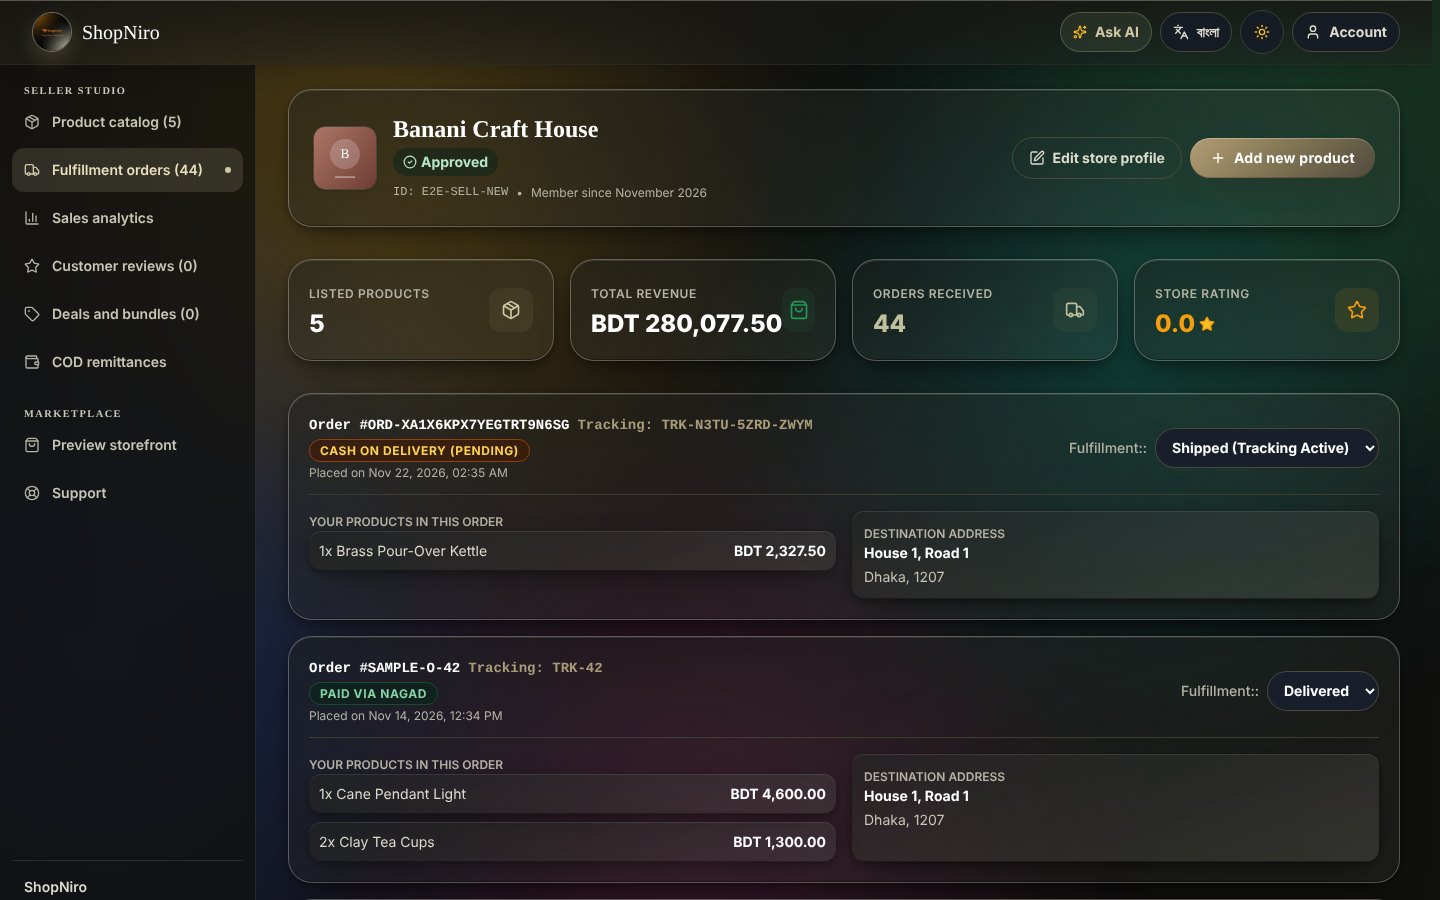 ShopNiro
Ask AI
বাংলা
Account
SELLER STUDIO
Product catalog (5)
Fulfillment orders (44)
Sales analytics
Customer reviews (0)
Deals and bundles (0)
COD remittances
MARKETPLACE
Preview storefront
Support
ShopNiro
B
Banani Craft House
Approved
ID: E2E-SELL-NEW • Member since November 2026
Edit store profile
Add new product
LISTED PRODUCTS
5
TOTAL REVENUE
BDT 280,077.50
ORDERS RECEIVED
44
STORE RATING
0.0
Order #ORD-XA1X6KPX7YEGTRT9N6SG Tracking: TRK-N3TU-5ZRD-ZWYM
CASH ON DELIVERY (PENDING)
Placed on Nov 22, 2026, 02:35 AM
Fulfillment::
Shipped (Tracking Active)
YOUR PRODUCTS IN THIS ORDER
1x Brass Pour-Over Kettle BDT 2,327.50
DESTINATION ADDRESS
House 1, Road 1
Dhaka, 1207
Order #SAMPLE-O-42 Tracking: TRK-42
PAID VIA NAGAD
Placed on Nov 14, 2026, 12:34 PM
Fulfillment::
Delivered
YOUR PRODUCTS IN THIS ORDER
1x Cane Pendant Light BDT 4,600.00
2x Clay Tea Cups BDT 1,300.00
DESTINATION ADDRESS
House 1, Road 1
Dhaka, 1207